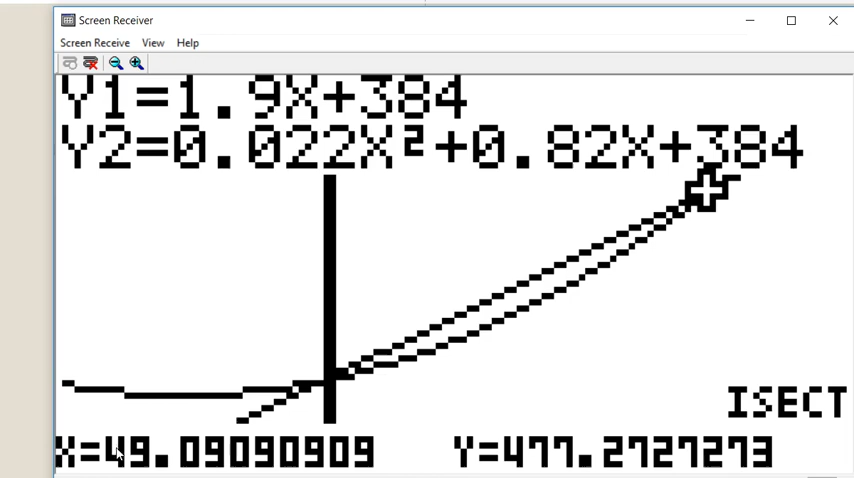 Screen Receiver
Screen Receive View Help
Y1=1.9X+384
Y2=0.022X²+0.82X+384
ISECT
X=49.09090909 Y=477.2727273